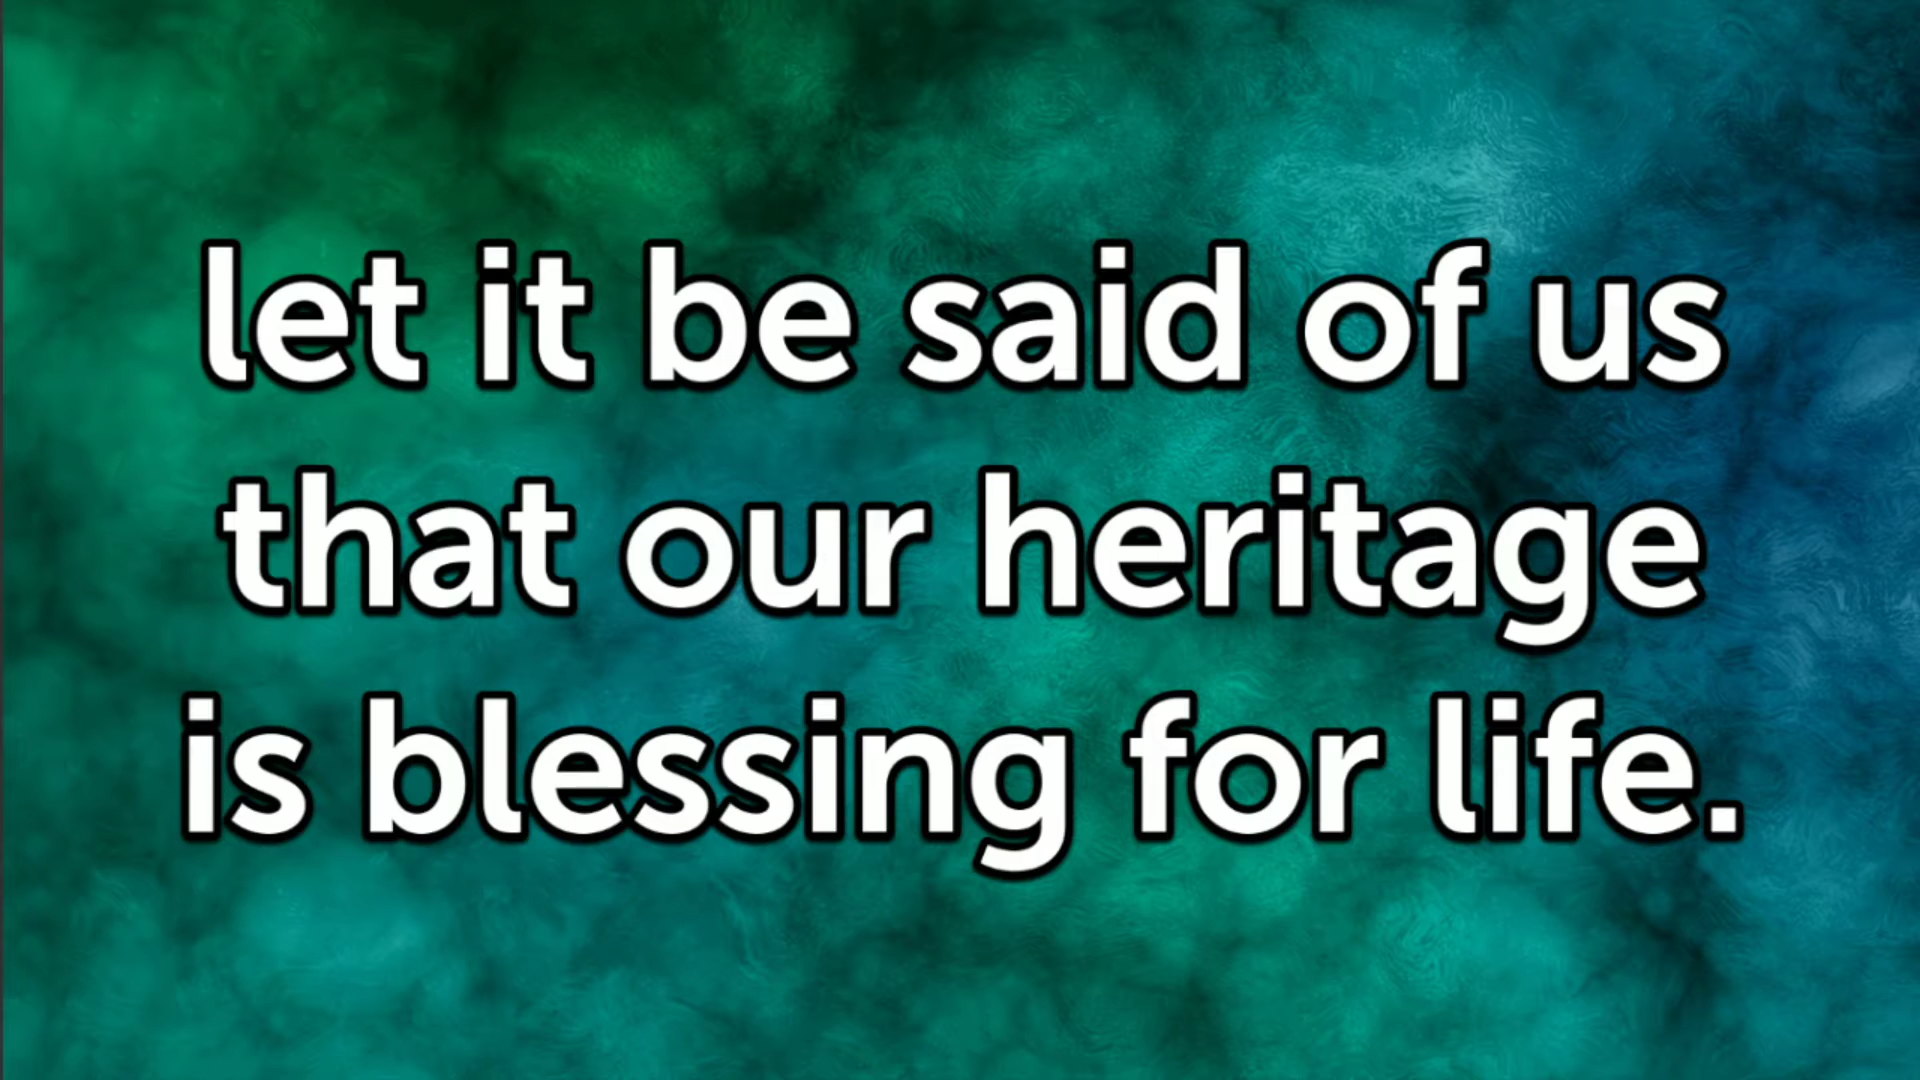 let it be said of us
that our heritage
is blessing for life.